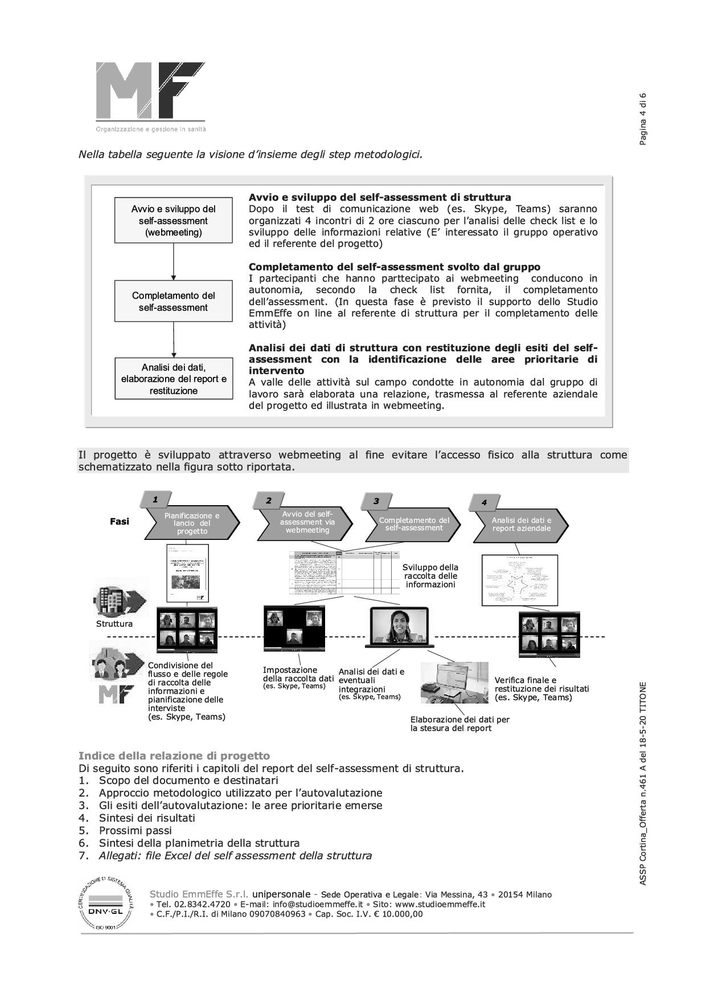 MF
Organizzazione e gestione in sanità
Pagina 4 di 6
Nella tabella seguente la visione d’insieme degli step metodologici.
Avvio e sviluppo del
self-assessment
(webmeeting)
Completamento del
self-assessment
Analisi dei dati,
elaborazione del report e
restituzione
Avvio e sviluppo del self-assessment di struttura
Dopo il test di comunicazione web (es. Skype, Teams) saranno
organizzati 4 incontri di 2 ore ciascuno per l’analisi delle check list e lo
sviluppo delle informazioni relative (E’ interessato il gruppo operativo
ed il referente del progetto)
Completamento del self-assessment svolto dal gruppo
I partecipanti che hanno parttecipato ai webmeeting conducono in
autonomia, secondo la check list fornita, il completamento
dell’assessment. (In questa fase è previsto il supporto dello Studio
EmmEffe on line al referente di struttura per il completamento delle
attività)
Analisi dei dati di struttura con restituzione degli esiti del self-
assessment con la identificazione delle aree prioritarie di
intervento
A valle delle attività sul campo condotte in autonomia dal gruppo di
lavoro sarà elaborata una relazione, trasmessa al referente aziendale
del progetto ed illustrata in webmeeting.
Il progetto è sviluppato attraverso webmeeting al fine evitare l’accesso fisico alla struttura come
schematizzato nella figura sotto riportata.
Fasi
1
Pianificazione e
lancio del
progetto
2
Avvio del self-
assessment via
webmeeting
3
Completamento del
self-assessment
4
Analisi dei dati e
report aziendale
Sviluppo della
raccolta delle
informazioni
Struttura
MF
MF
Condivisione del
flusso e delle regole
di raccolta delle
informazioni e
pianificazione delle
interviste
(es. Skype, Teams)
Impostazione
della raccolta dati
(es. Skype, Teams)
Analisi dei dati e
eventuali
integrazioni
(es. Skype, Teams)
Elaborazione dei dati per
la stesura del report
Verifica finale e
restituzione dei risultati
(es. Skype, Teams)
Indice della relazione di progetto
Di seguito sono riferiti i capitoli del report del self-assessment di struttura.
1. Scopo del documento e destinatari
2. Approccio metodologico utilizzato per l’autovalutazione
3. Gli esiti dell’autovalutazione: le aree prioritarie emerse
4. Sintesi dei risultati
5. Prossimi passi
6. Sintesi della planimetria della struttura
7. Allegati: file Excel del self assessment della struttura
ASSP Cortina_Offerta n.461 A del 18-5-20 TITONE
CERTIFICAZIONE DI SISTEMA QUALITÀ
DNV·GL
ISO 9001
Studio EmmEffe S.r.l. unipersonale - Sede Operativa e Legale: Via Messina, 43 • 20154 Milano
• Tel. 02.8342.4720 • E-mail: info@studioemmeffe.it • Sito: www.studioemmeffe.it
• C.F./P.I./R.I. di Milano 09070840963 • Cap. Soc. I.V. € 10.000,00